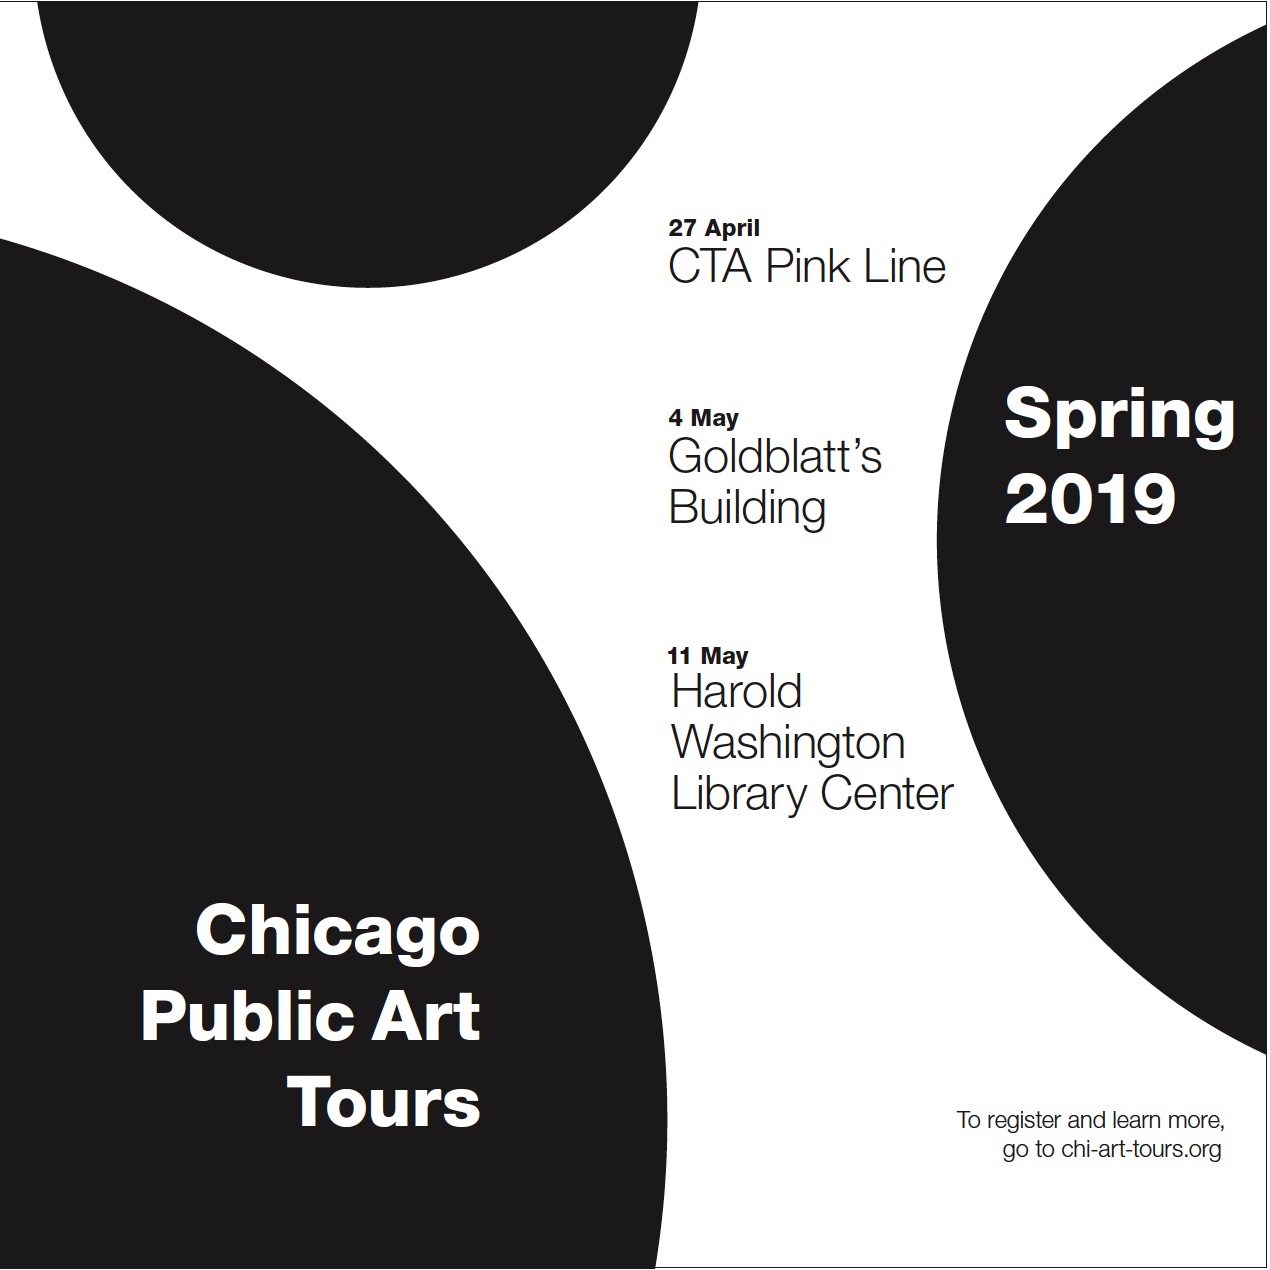 27 April
CTA Pink Line
4 May
Goldblatt’s
Building
11 May
Harold
Washington
Library Center
Spring
2019
Chicago
Public Art
Tours
To register and learn more,
go to chi-art-tours.org